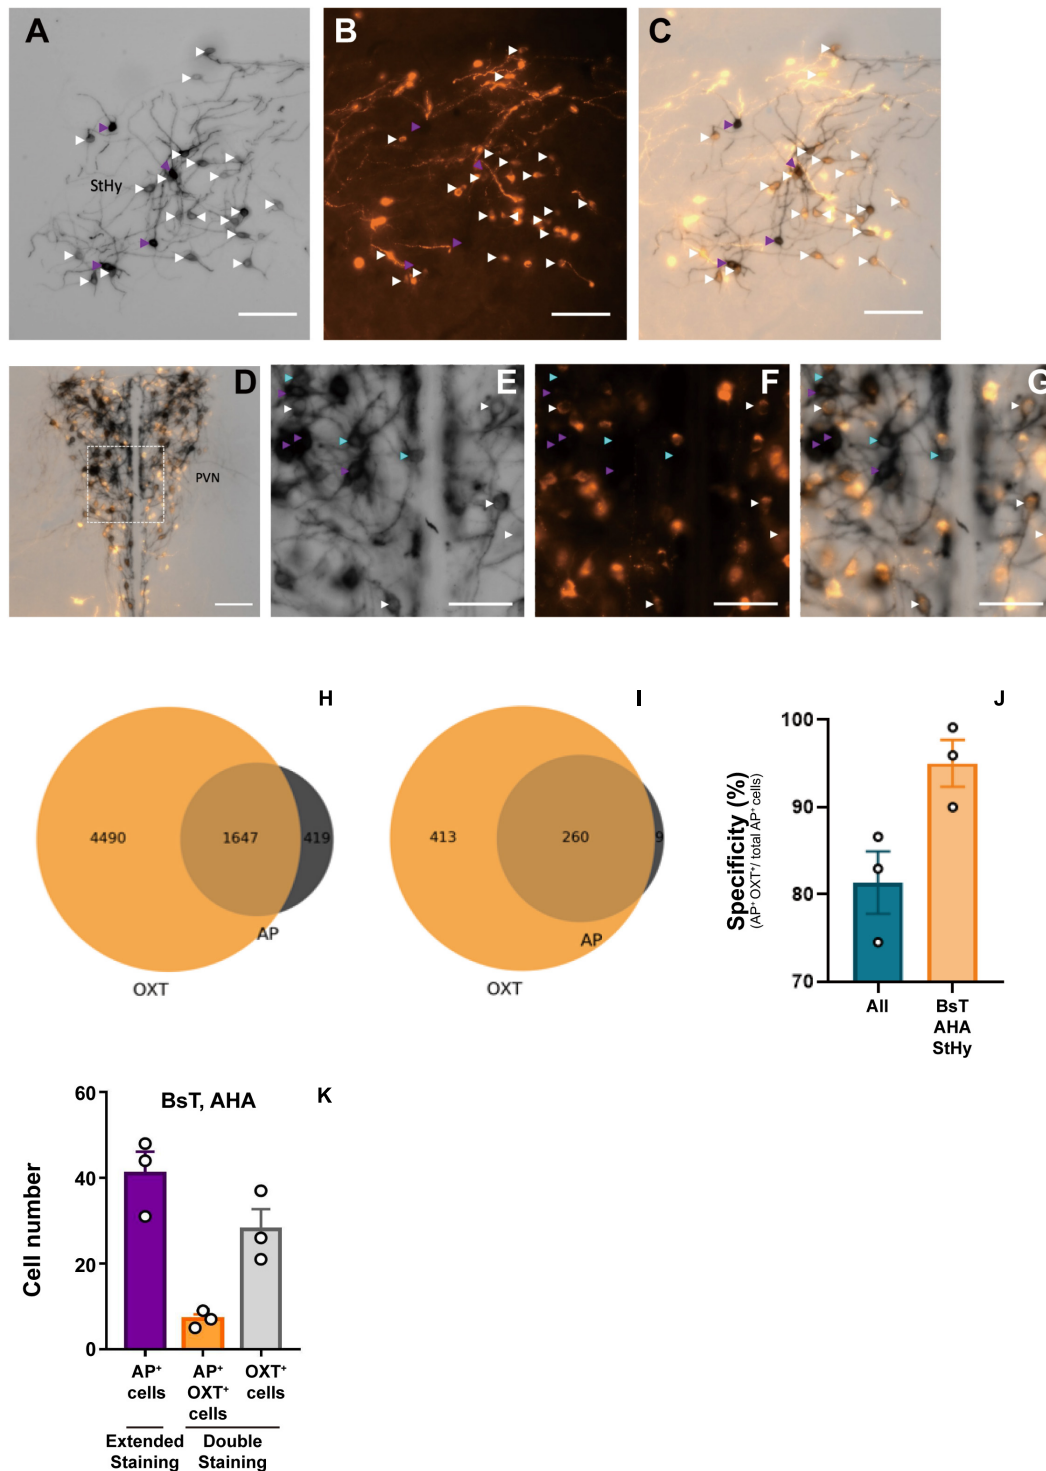 A
B
C
StHy
D
E
F
G
PVN
H
I
J
4490
1647
419
AP
OXT
413
260
9
AP
OXT
Specificity (%)
(AP+ OXT+/ total AP+ cells)
100
90
80
70
All
BsT
AHA
StHy
K
BsT, AHA
Cell number
60
40
20
0
AP+
cells
AP+
OXT+
cells
OXT+
cells
Extended
Staining
Double
Staining